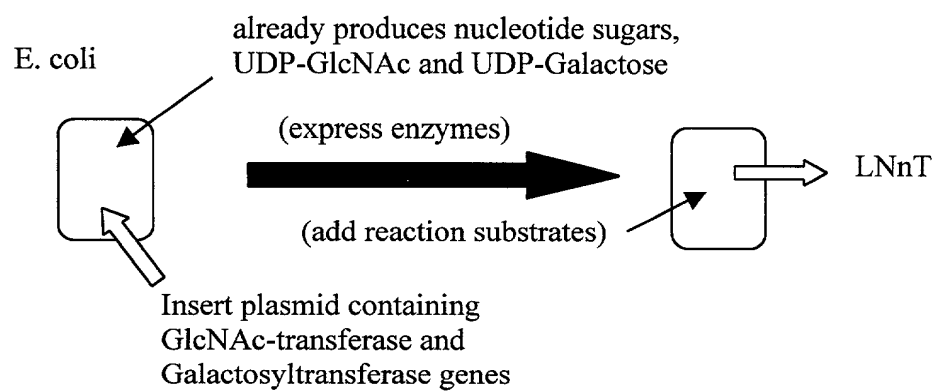 already produces nucleotide sugars,
E. coli
UDP-GlcNAc and UDP-Galactose
(express enzymes)
LNnT
(add reaction substrates)
Insert plasmid containing
GlcNAc-transferase and
Galactosyltransferase genes